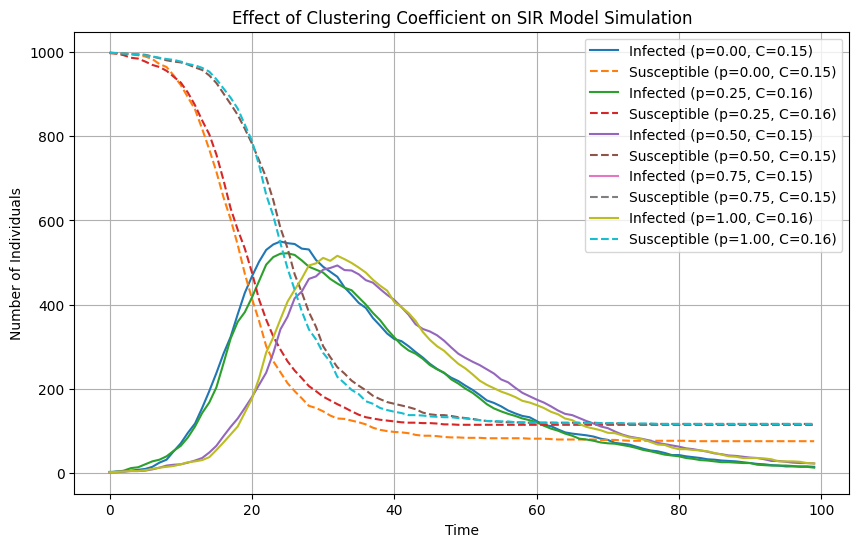 Effect of Clustering Coefficient on SIR Model Simulation
Number of Individuals
1000
800
600
400
200
0
Infected (p=0.00, C=0.15)
Susceptible (p=0.00, C=0.15)
Infected (p=0.25, C=0.16)
Susceptible (p=0.25, C=0.16)
Infected (p=0.50, C=0.15)
Susceptible (p=0.50, C=0.15)
Infected (p=0.75, C=0.15)
Susceptible (p=0.75, C=0.15)
Infected (p=1.00, C=0.16)
Susceptible (p=1.00, C=0.16)
0 20 40 60 80 100
Time